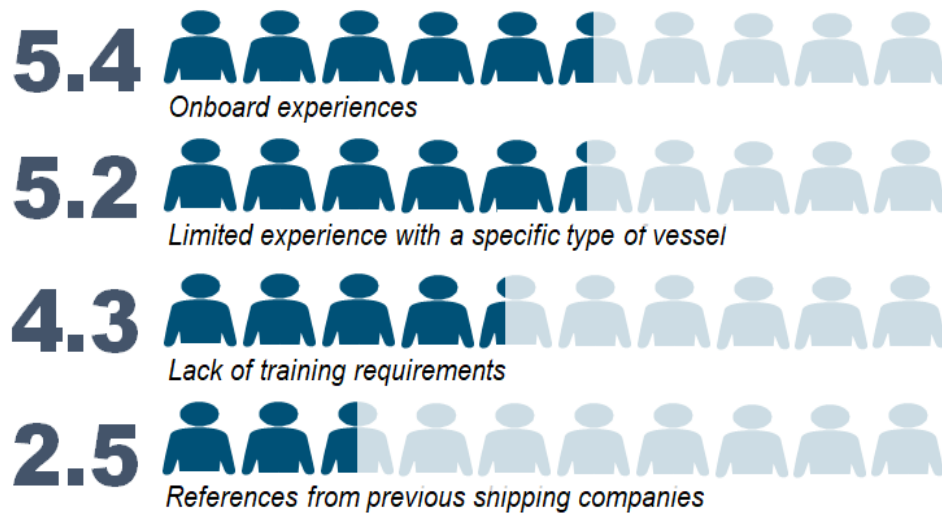 5.4
Onboard experiences
5.2
Limited experience with a specific type of vessel
4.3
Lack of training requirements
2.5
References from previous shipping companies